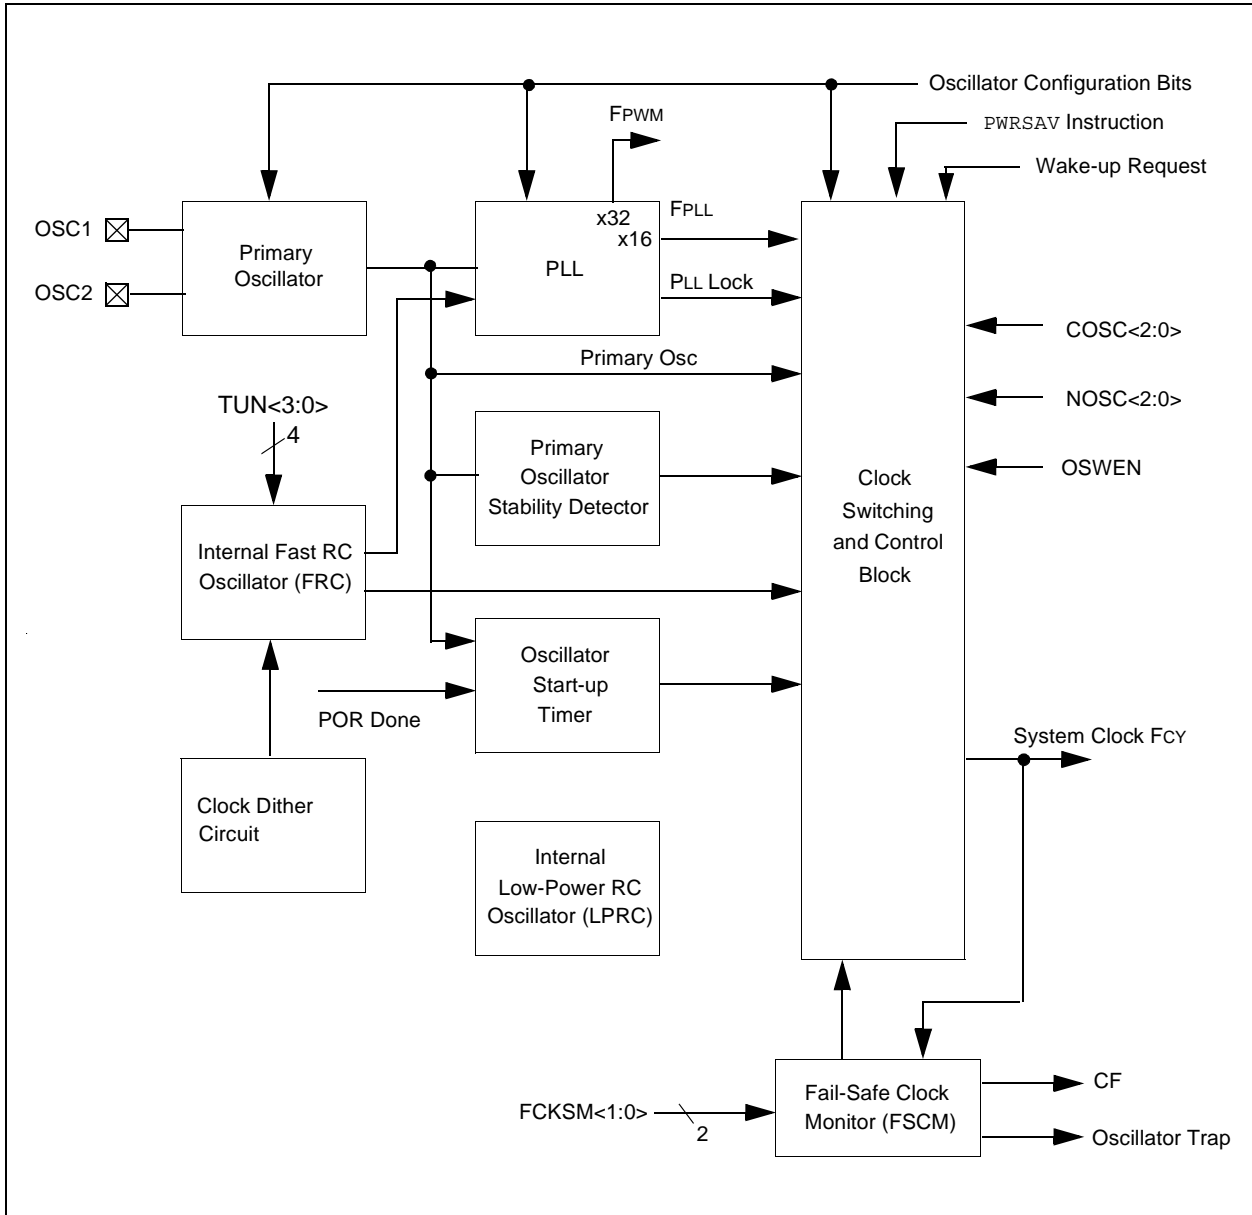 Oscillator Configuration Bits
FPWM
PWRSAV Instruction
Wake-up Request
OSC1
OSC2
Primary
Oscillator
x32
x16
PLL
FPLL
PLL Lock
COSC<2:0>
Primary Osc
NOSC<2:0>
TUN<3:0>
4
Primary
Oscillator
Stability Detector
OSWEN
Clock
Switching
and Control
Block
Internal Fast RC
Oscillator (FRC)
Oscillator
Start-up
Timer
POR Done
System Clock FCY
Clock Dither
Circuit
Internal
Low-Power RC
Oscillator (LPRC)
FCKSM<1:0>
2
Fail-Safe Clock
Monitor (FSCM)
CF
Oscillator Trap